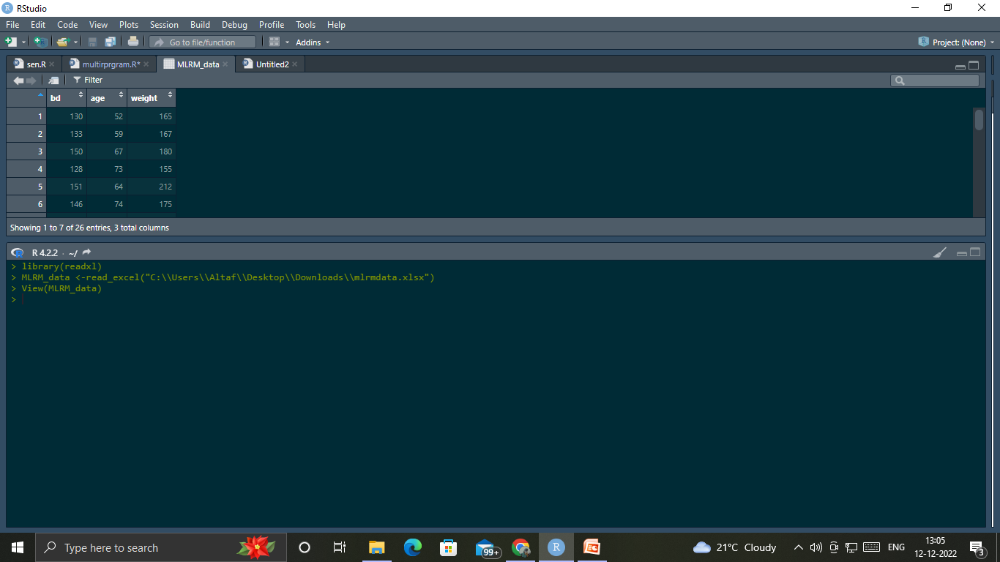 RStudio
File Edit Code View Plots Session Build Debug Profile Tools Help
Go to file/function Addins Project: (None)
sen.R multirprgram.R* MLRM_data Untitled2
Filter
bd age weight
1 130 52 165
2 133 59 167
3 150 67 180
4 128 73 155
5 151 64 212
6 146 74 175
Showing 1 to 7 of 26 entries, 3 total columns
R 4.2.2 · ~/
> library(readxl)
> MLRM_data <-read_excel("C:\\Users\\Altaf\\Desktop\\Downloads\\mlrmdata.xlsx")
> View(MLRM_data)
>
Type here to search 99+ R 21°C Cloudy ENG 13:05
12-12-2022 3